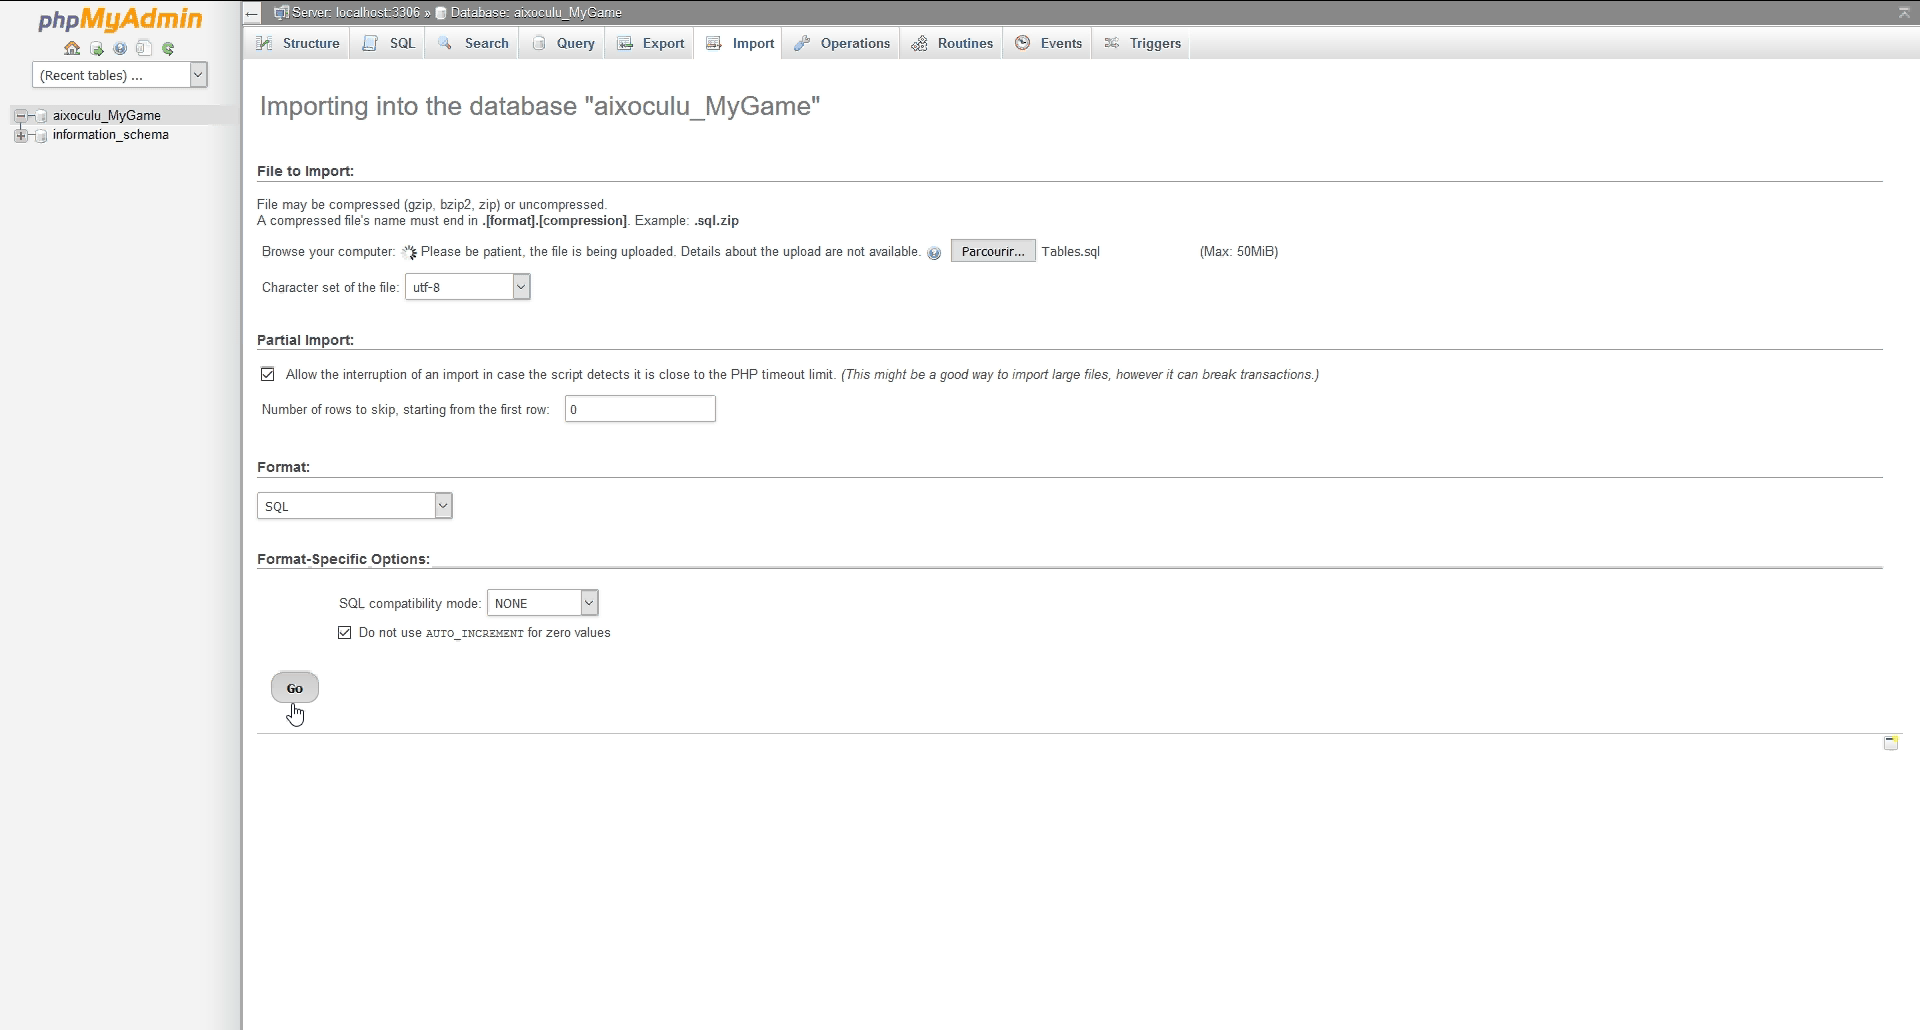 phpMyAdmin
(Recent tables) ...
aixoculu_MyGame
information_schema
Server: localhost:3306 » Database: aixoculu_MyGame
Structure SQL Search Query Export Import Operations Routines Events Triggers
Importing into the database "aixoculu_MyGame"
File to Import:
File may be compressed (gzip, bzip2, zip) or uncompressed.
A compressed file's name must end in .[format].[compression]. Example: .sql.zip
Browse your computer: Please be patient, the file is being uploaded. Details about the upload are not available. Parcourir... Tables.sql (Max: 50MiB)
Character set of the file: utf-8
Partial Import:
Allow the interruption of an import in case the script detects it is close to the PHP timeout limit. (This might be a good way to import large files, however it can break transactions.)
Number of rows to skip, starting from the first row: 0
Format:
SQL
Format-Specific Options:
SQL compatibility mode: NONE
Do not use AUTO_INCREMENT for zero values
Go